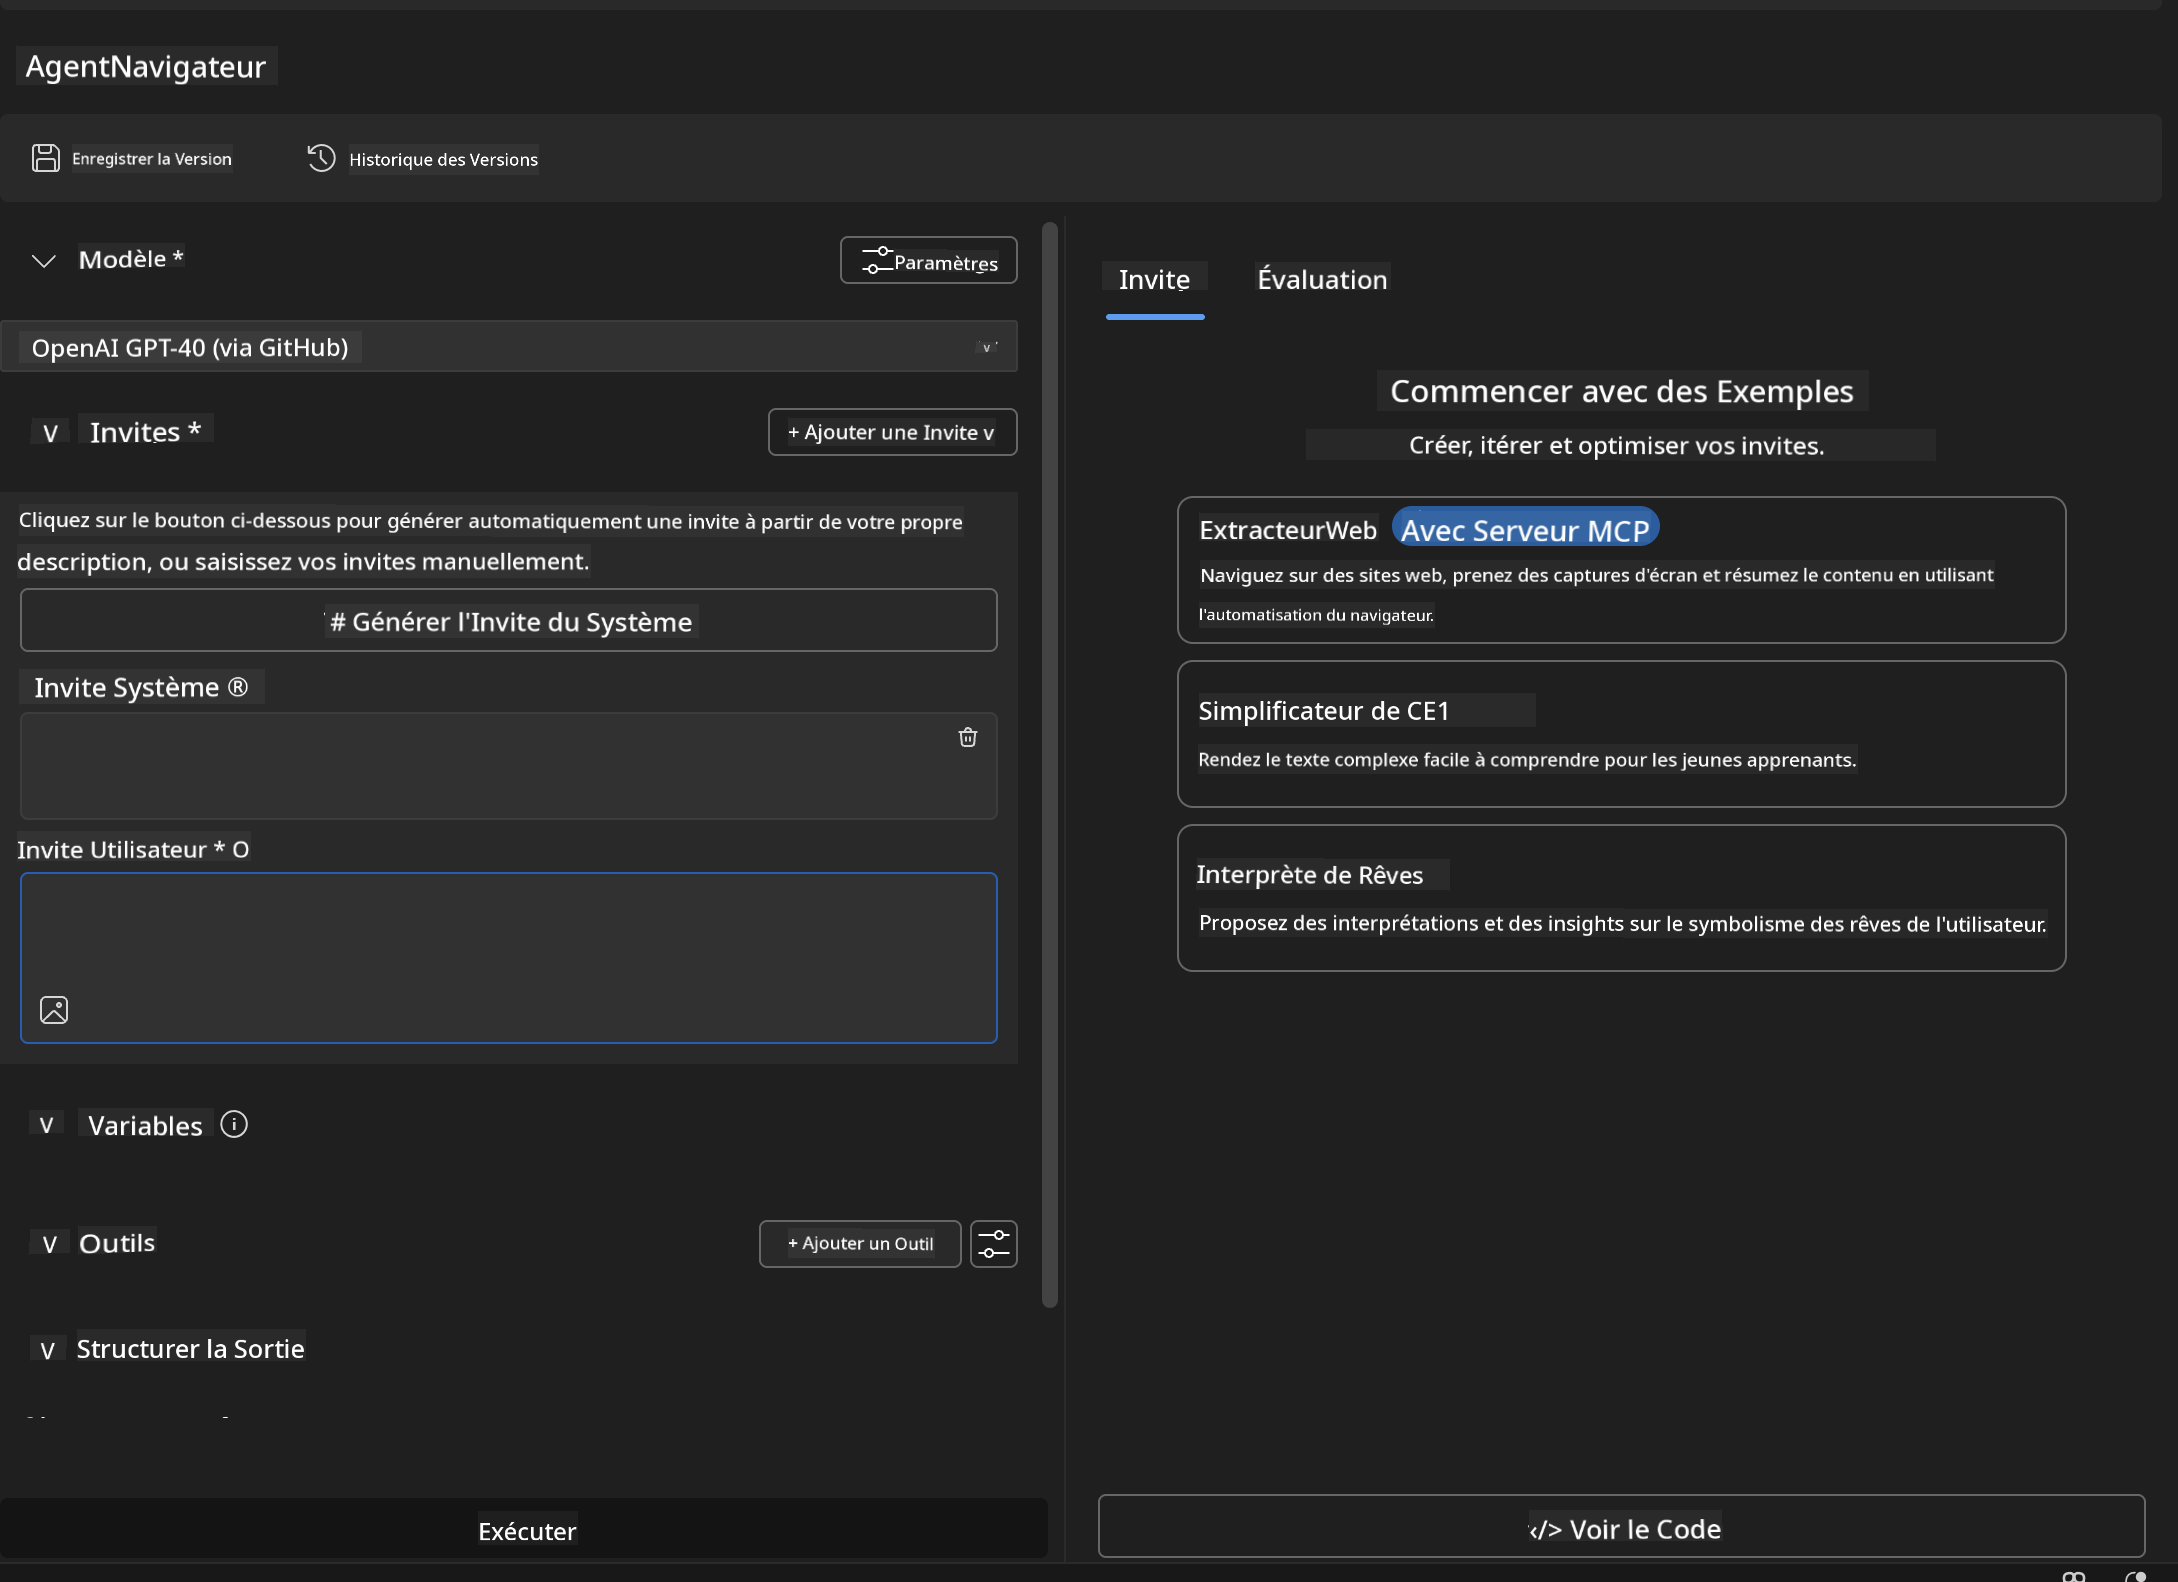 AgentNavigateur
Enregistrer la Version
Historique des Versions
Modèle *
Paramètres
OpenAI GPT-40 (via GitHub)
v
V Invites *
+ Ajouter une Invite v
Cliquez sur le bouton ci-dessous pour générer automatiquement une invite à partir de votre propre
description, ou saisissez vos invites manuellement.
# Générer l'Invite du Système
Invite Système ®
Invite Utilisateur * O
V Variables
V Outils
+ Ajouter un Outil
V Structurer la Sortie
Exécuter
Invite
Évaluation
Commencer avec des Exemples
Créer, itérer et optimiser vos invites.
ExtracteurWeb Avec Serveur MCP
Naviguez sur des sites web, prenez des captures d'écran et résumez le contenu en utilisant
l'automatisation du navigateur.
Simplificateur de CE1
Rendez le texte complexe facile à comprendre pour les jeunes apprenants.
Interprète de Rêves
Proposez des interprétations et des insights sur le symbolisme des rêves de l'utilisateur.
</> Voir le Code